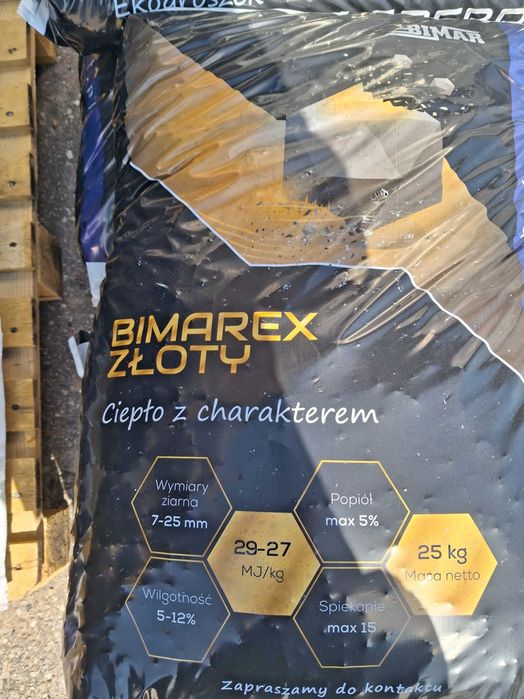 Ekogroszek
BIMAR
BIMAREX
ZŁOTY
Ciepło z charakterem
Wymiary
ziarna
7-25 mm
Popiół
max 5%
29-27
MJ/kg
25 kg
Masa netto
Wilgotność
5-12%
Spiekanie
max 15
Zapraszamy do kontaktu